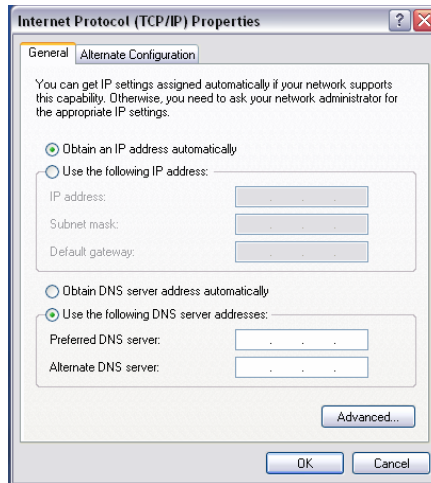 Internet Protocol (TCP/IP) Properties
General
Alternate Configuration
You can get IP settings assigned automatically if your network supports
this capability. Otherwise, you need to ask your network administrator for
the appropriate IP settings.
Obtain an IP address automatically
Use the following IP address:
IP address:
Subnet mask:
Default gateway:
Obtain DNS server address automatically
Use the following DNS server addresses:
Preferred DNS server:
Alternate DNS server:
Advanced...
OK
Cancel